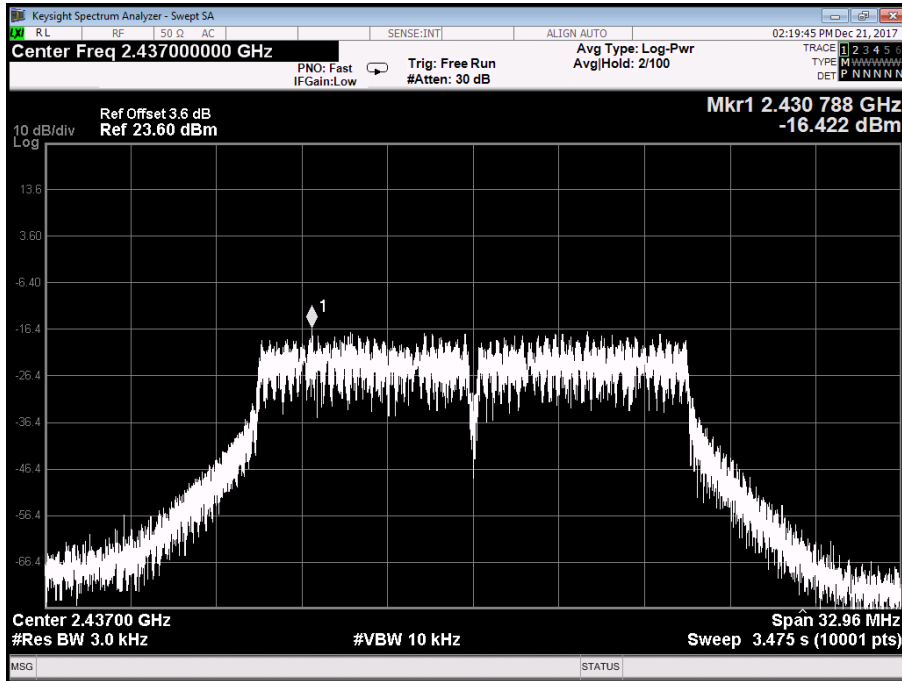 Keysight Spectrum Analyzer - Swept SA
LXI RL RF 50 Ω AC SENSE:INT ALIGN AUTO 02:19:45 PM Dec 21, 2017
Center Freq 2.437000000 GHz
PNO: Fast
IFGain:Low
Trig: Free Run
#Atten: 30 dB
Avg Type: Log-Pwr
Avg|Hold: 2/100
TRACE 1 2 3 4 5 6
TYPE M WWWWW
DET P N N N N N
Mkr1 2.430 788 GHz
-16.422 dBm
Ref Offset 3.6 dB
10 dB/div Ref 23.60 dBm
Log
13.6
3.60
-6.40
1
-16.4
-26.4
-36.4
-46.4
-56.4
-66.4
Center 2.43700 GHz Span 32.96 MHz
#Res BW 3.0 kHz #VBW 10 kHz Sweep 3.475 s (10001 pts)
MSG STATUS